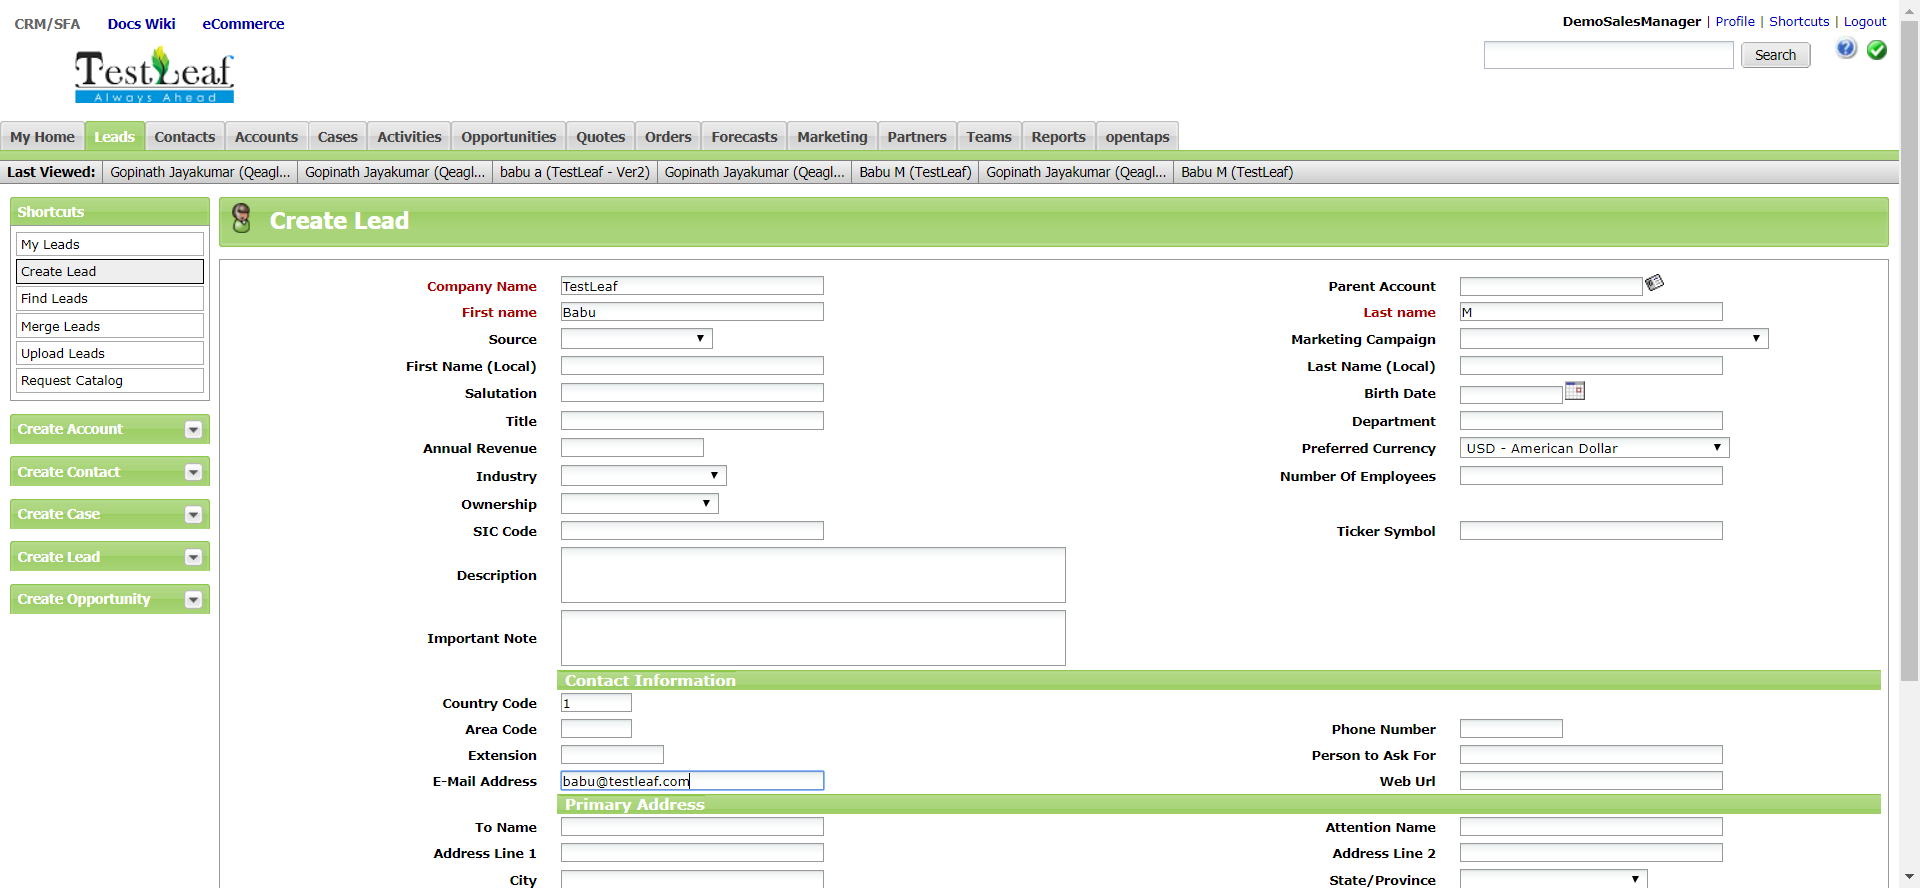 CRM/SFA Docs Wiki eCommerce
DemoSalesManager | Profile | Shortcuts | Logout
TestLeaf
Always Ahead
Search
My Home Leads Contacts Accounts Cases Activities Opportunities Quotes Orders Forecasts Marketing Partners Teams Reports opentaps
Last Viewed: Gopinath Jayakumar (Qeagl... Gopinath Jayakumar (Qeagl... babu a (TestLeaf - Ver2) Gopinath Jayakumar (Qeagl... Babu M (TestLeaf) Gopinath Jayakumar (Qeagl... Babu M (TestLeaf)
Shortcuts
My Leads
Create Lead
Find Leads
Merge Leads
Upload Leads
Request Catalog
Create Account
Create Contact
Create Case
Create Lead
Create Opportunity
Create Lead
Company Name TestLeaf Parent Account
First name Babu Last name M
Source Marketing Campaign
First Name (Local) Last Name (Local)
Salutation Birth Date
Title Department
Annual Revenue Preferred Currency USD - American Dollar
Industry Number Of Employees
Ownership
SIC Code Ticker Symbol
Description
Important Note
Contact Information
Country Code 1
Area Code Phone Number
Extension Person to Ask For
E-Mail Address babu@testleaf.com Web Url
Primary Address
To Name Attention Name
Address Line 1 Address Line 2
City State/Province